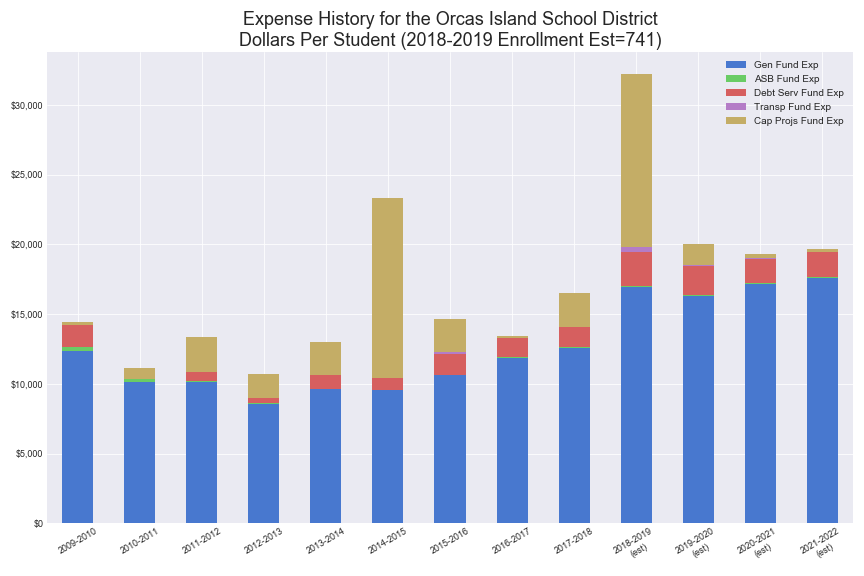 Expense History for the Orcas Island School District
Dollars Per Student (2018-2019 Enrollment Est=741)
Gen Fund Exp
ASB Fund Exp
Debt Serv Fund Exp
Transp Fund Exp
Cap Projs Fund Exp
$30,000
$25,000
$20,000
$15,000
$10,000
$5,000
$0
2009-2010
2010-2011
2011-2012
2012-2013
2013-2014
2014-2015
2015-2016
2016-2017
2017-2018
2018-2019
(est)
2019-2020
(est)
2020-2021
(est)
2021-2022
(est)